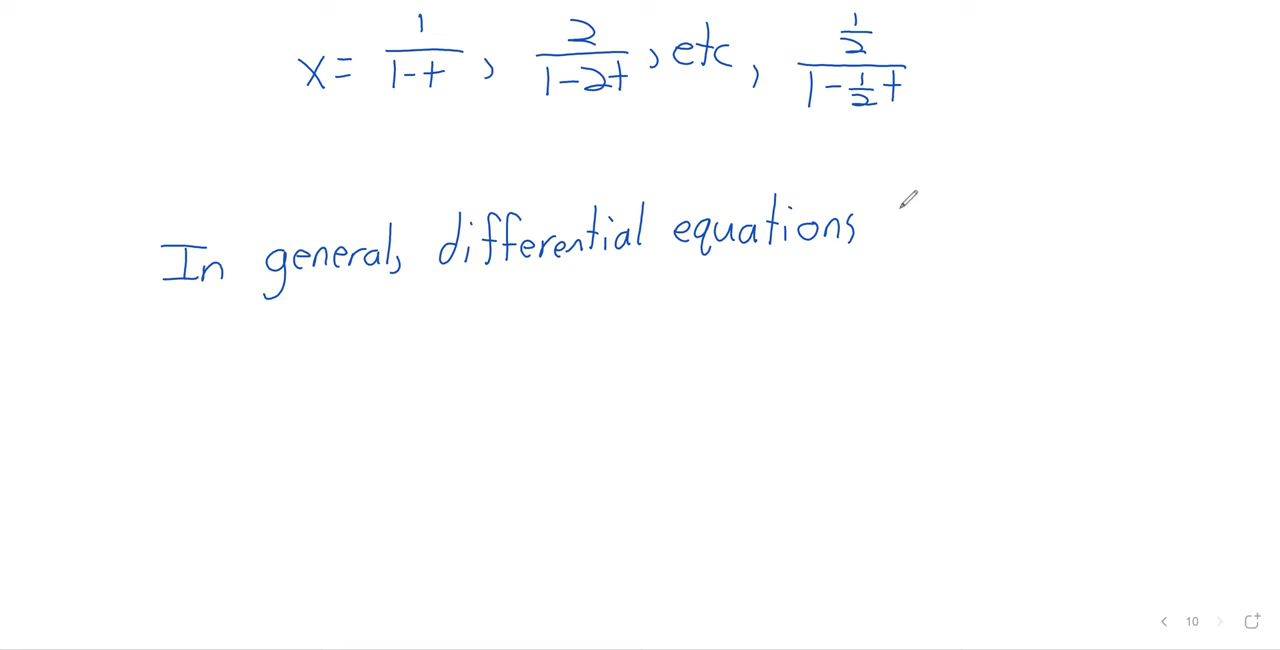 x = 1/(1-t), 2/(1-2t), etc, (1/2)/(1-1/2 t)
In general, differential equations
< 10 >